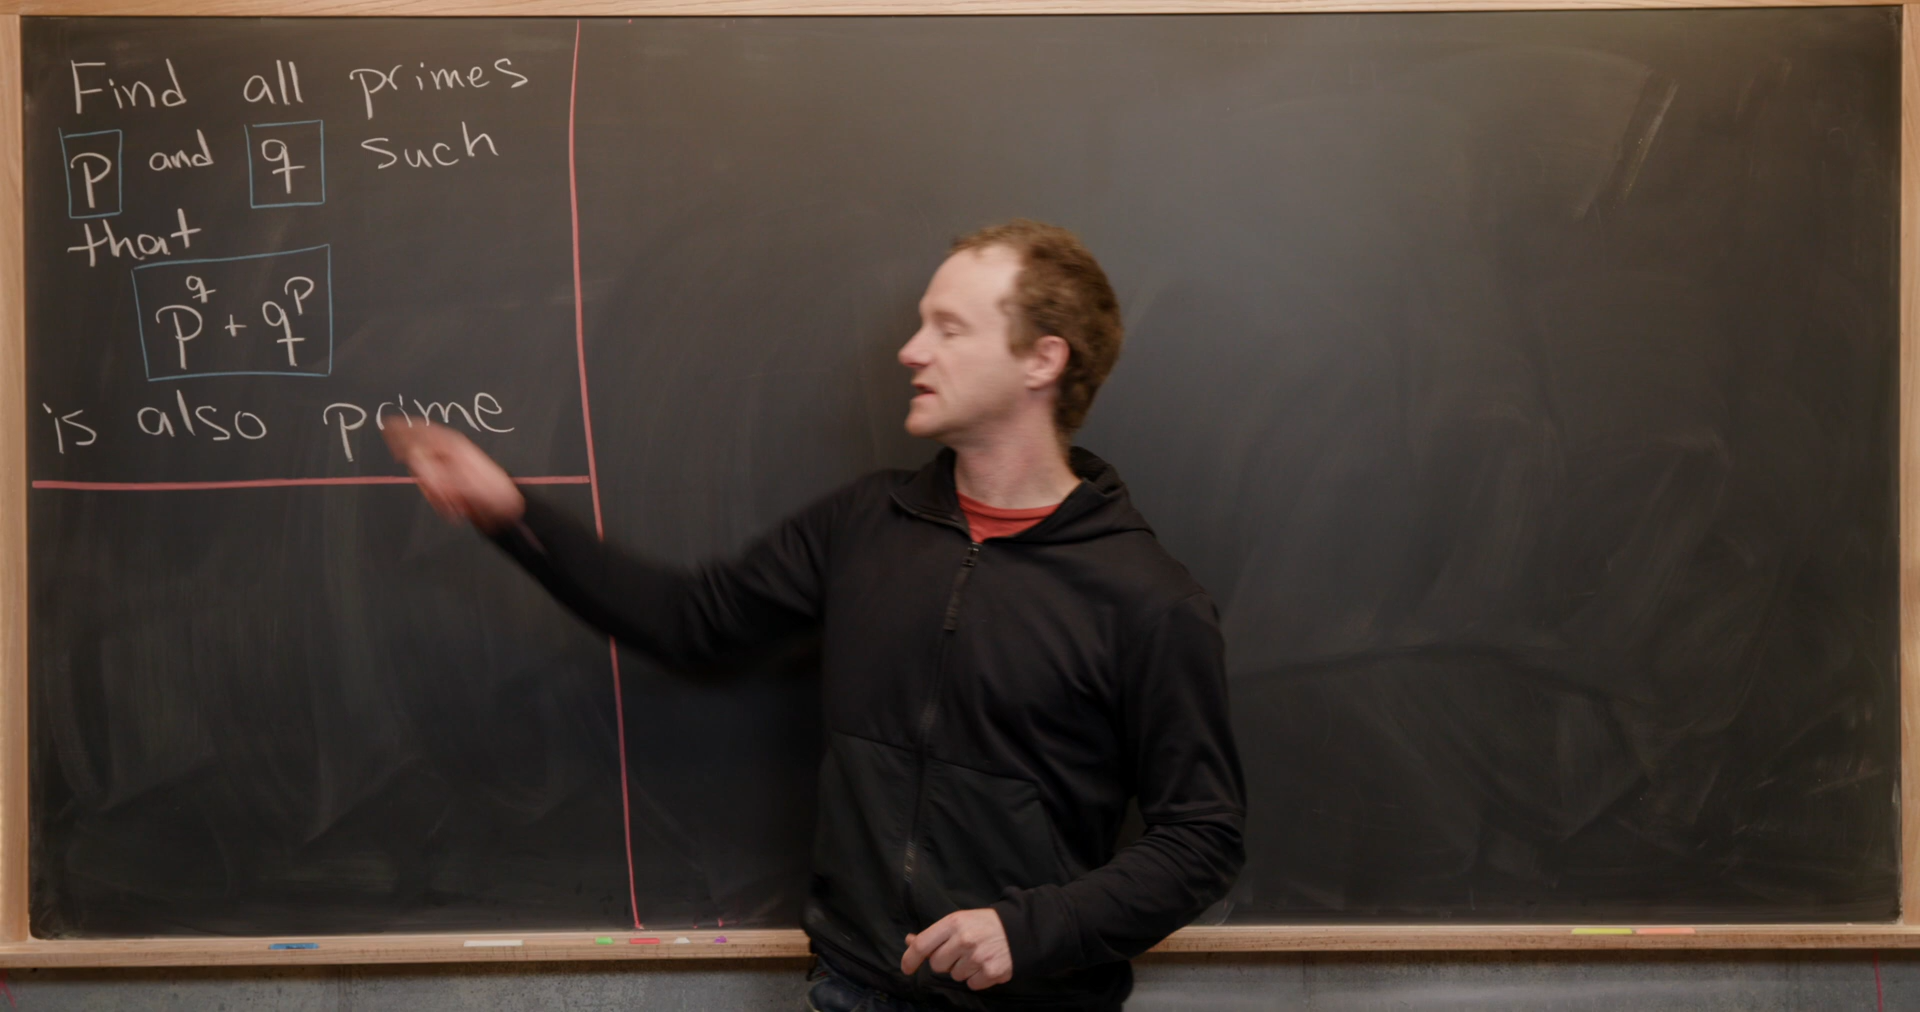 Find all primes
p and q such
that
p^q + q^p
is also prime